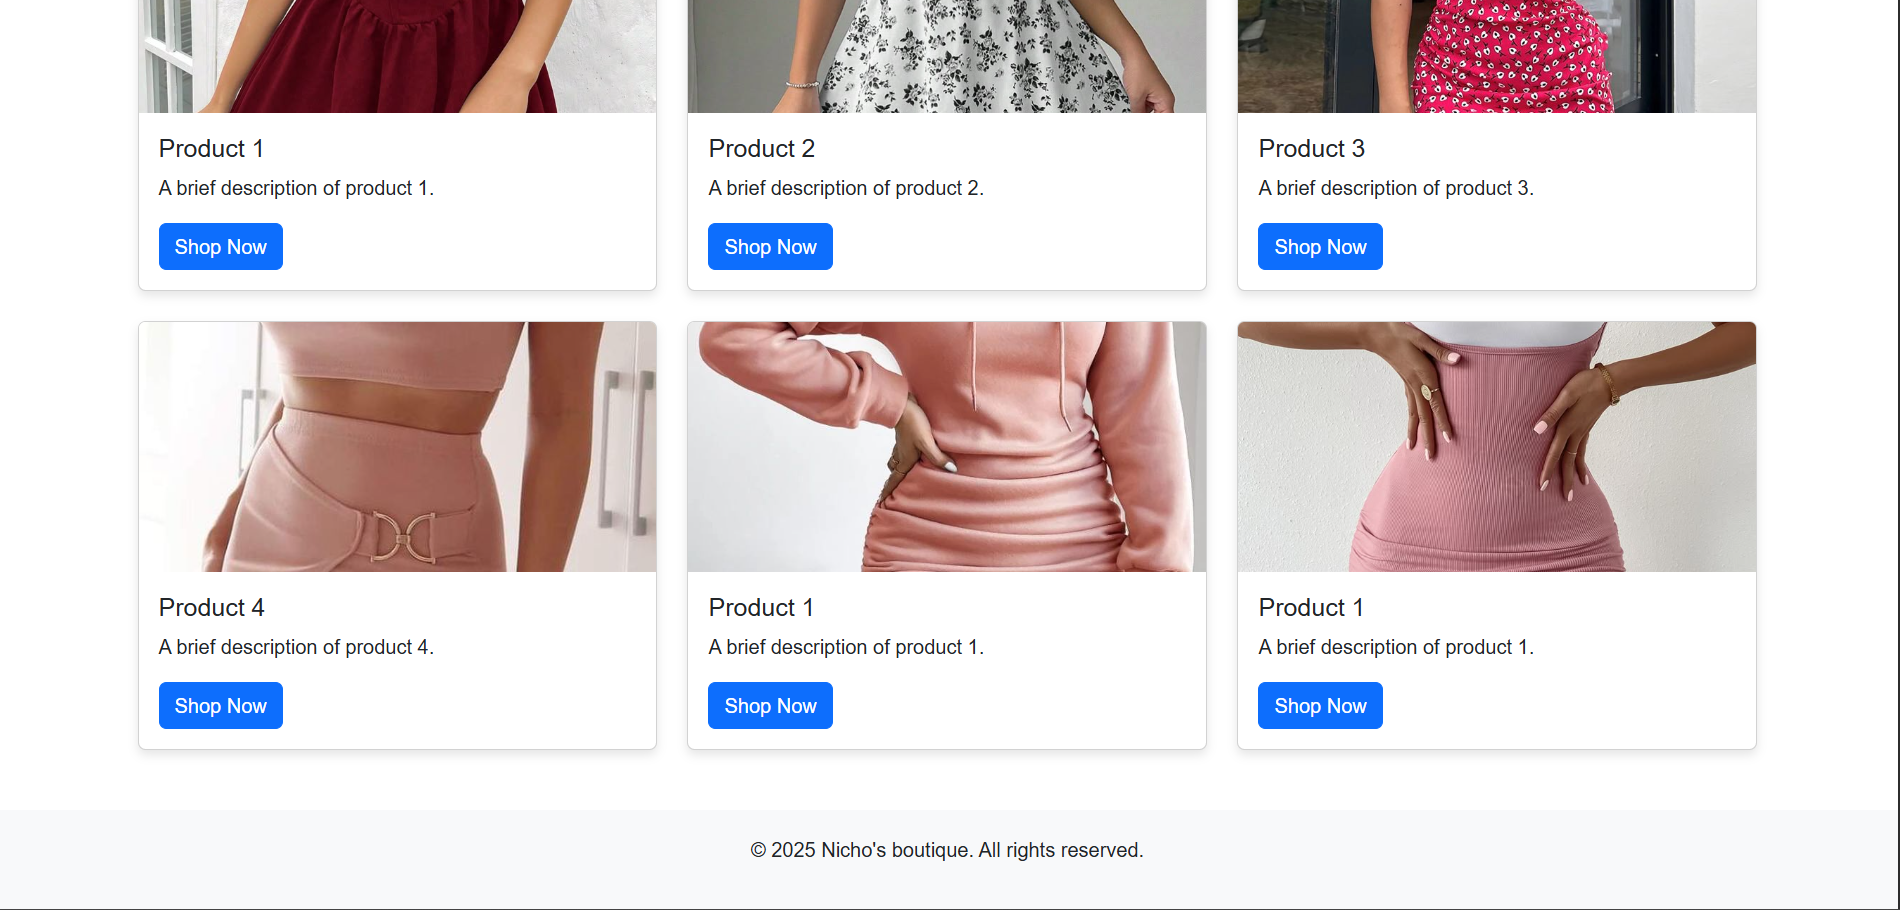 Product 1
A brief description of product 1.
Shop Now
Product 2
A brief description of product 2.
Shop Now
Product 3
A brief description of product 3.
Shop Now
Product 4
A brief description of product 4.
Shop Now
Product 1
A brief description of product 1.
Shop Now
Product 1
A brief description of product 1.
Shop Now
© 2025 Nicho's boutique. All rights reserved.